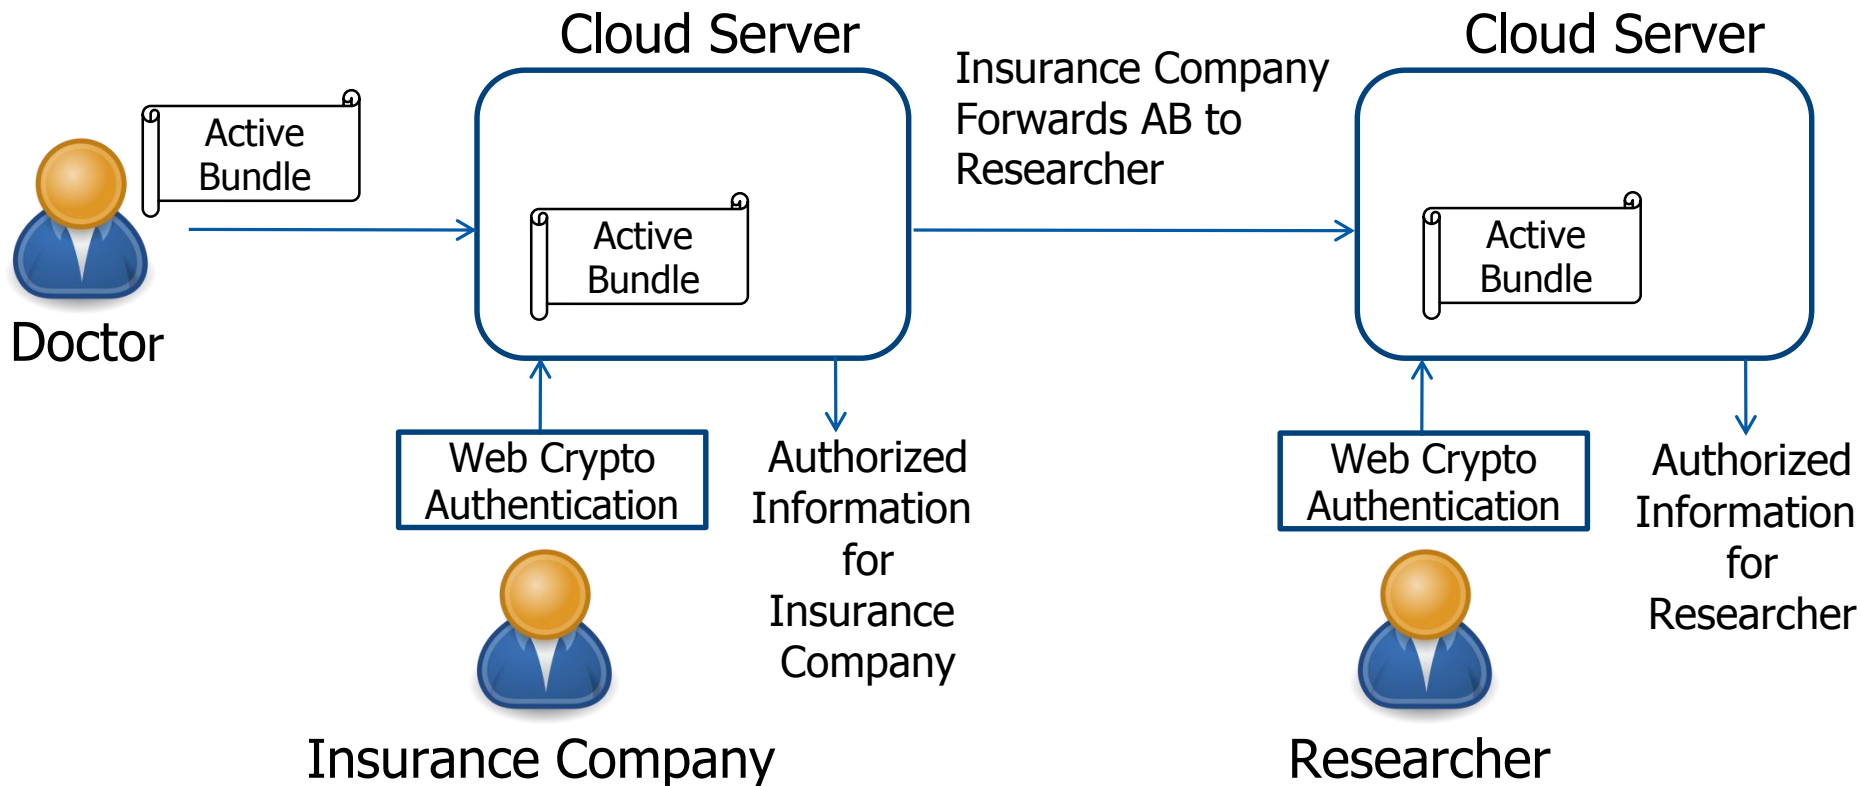 Cloud Server
Cloud Server
Insurance Company
Forwards AB to
Researcher
Active
Bundle
Active
Bundle
Active
Bundle
Doctor
Web Crypto
Authentication
Authorized
Information
for
Insurance
Company
Web Crypto
Authentication
Authorized
Information
for
Researcher
Insurance Company
Researcher